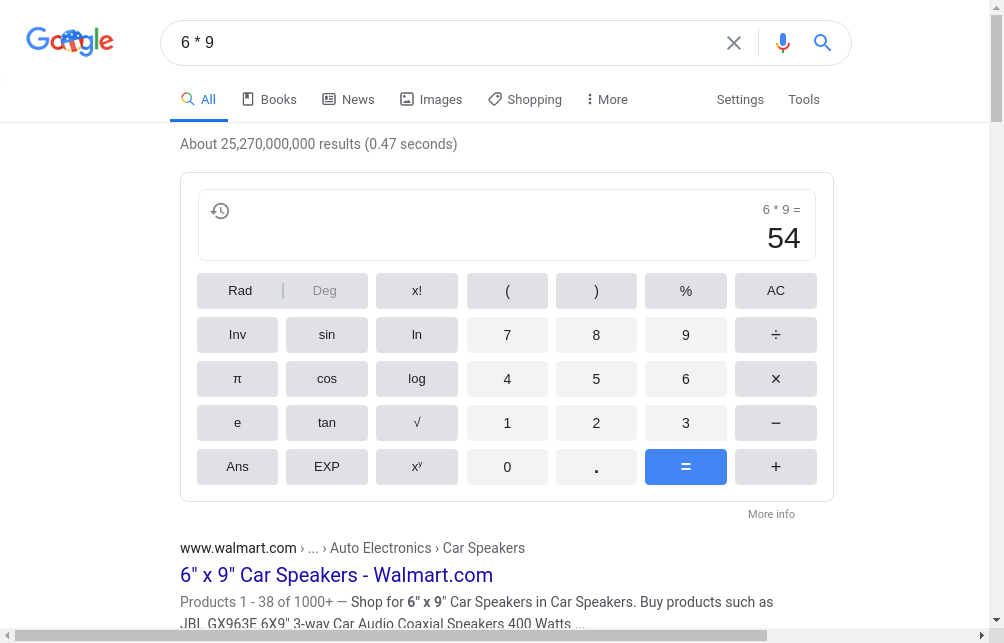 Google
6 * 9
All Books News Images Shopping More Settings Tools
About 25,270,000,000 results (0.47 seconds)
6 * 9 =
54
Rad | Deg x! ( ) % AC
Inv sin ln 7 8 9 ÷
π cos log 4 5 6 ×
e tan √ 1 2 3 −
Ans EXP xʸ 0 . = +
More info
www.walmart.com › ... › Auto Electronics › Car Speakers
6" x 9" Car Speakers - Walmart.com
Products 1 - 38 of 1000+ — Shop for 6" x 9" Car Speakers in Car Speakers. Buy products such as
JBL GX963E 6X9" 3-way Car Audio Coaxial Speakers 400 Watts ...